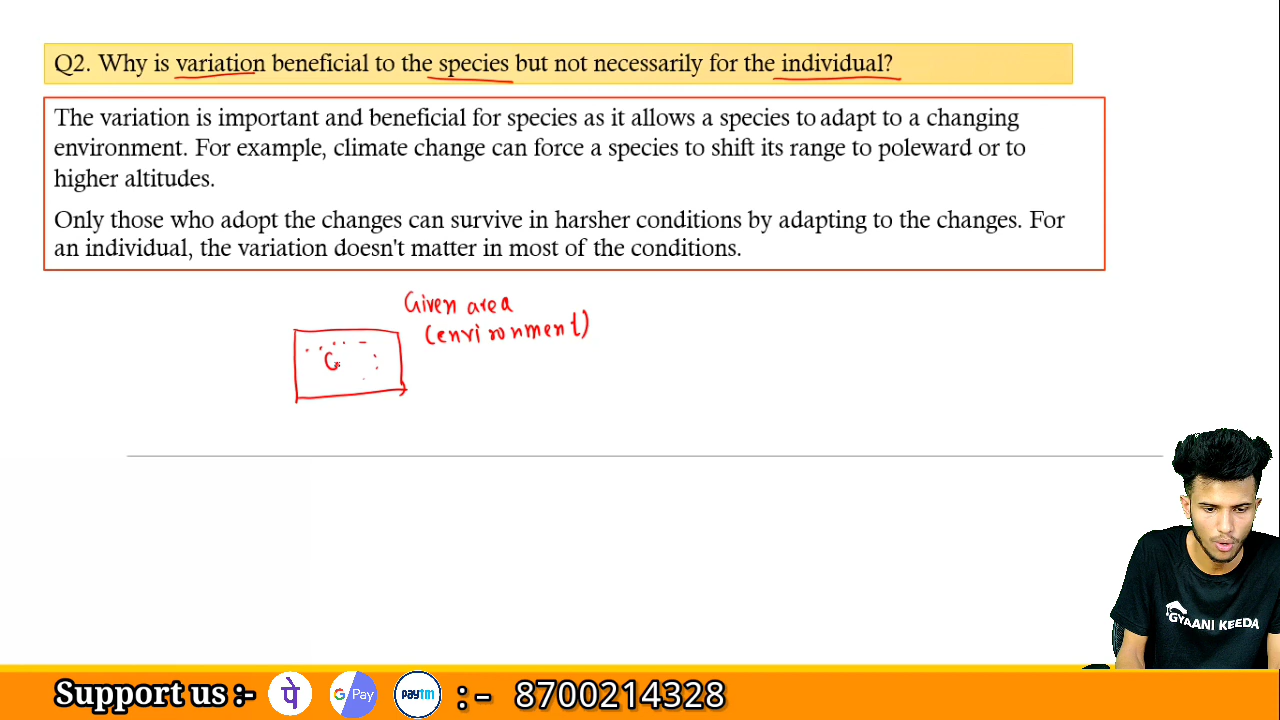 Q2. Why is variation beneficial to the species but not necessarily for the individual?
The variation is important and beneficial for species as it allows a species to adapt to a changing
environment. For example, climate change can force a species to shift its range to poleward or to
higher altitudes.
Only those who adopt the changes can survive in harsher conditions by adapting to the changes. For
an individual, the variation doesn't matter in most of the conditions.
Given area
(environment)
G
GYAANI KEEDA
Support us :- पे G Pay paytm :- 8700214328